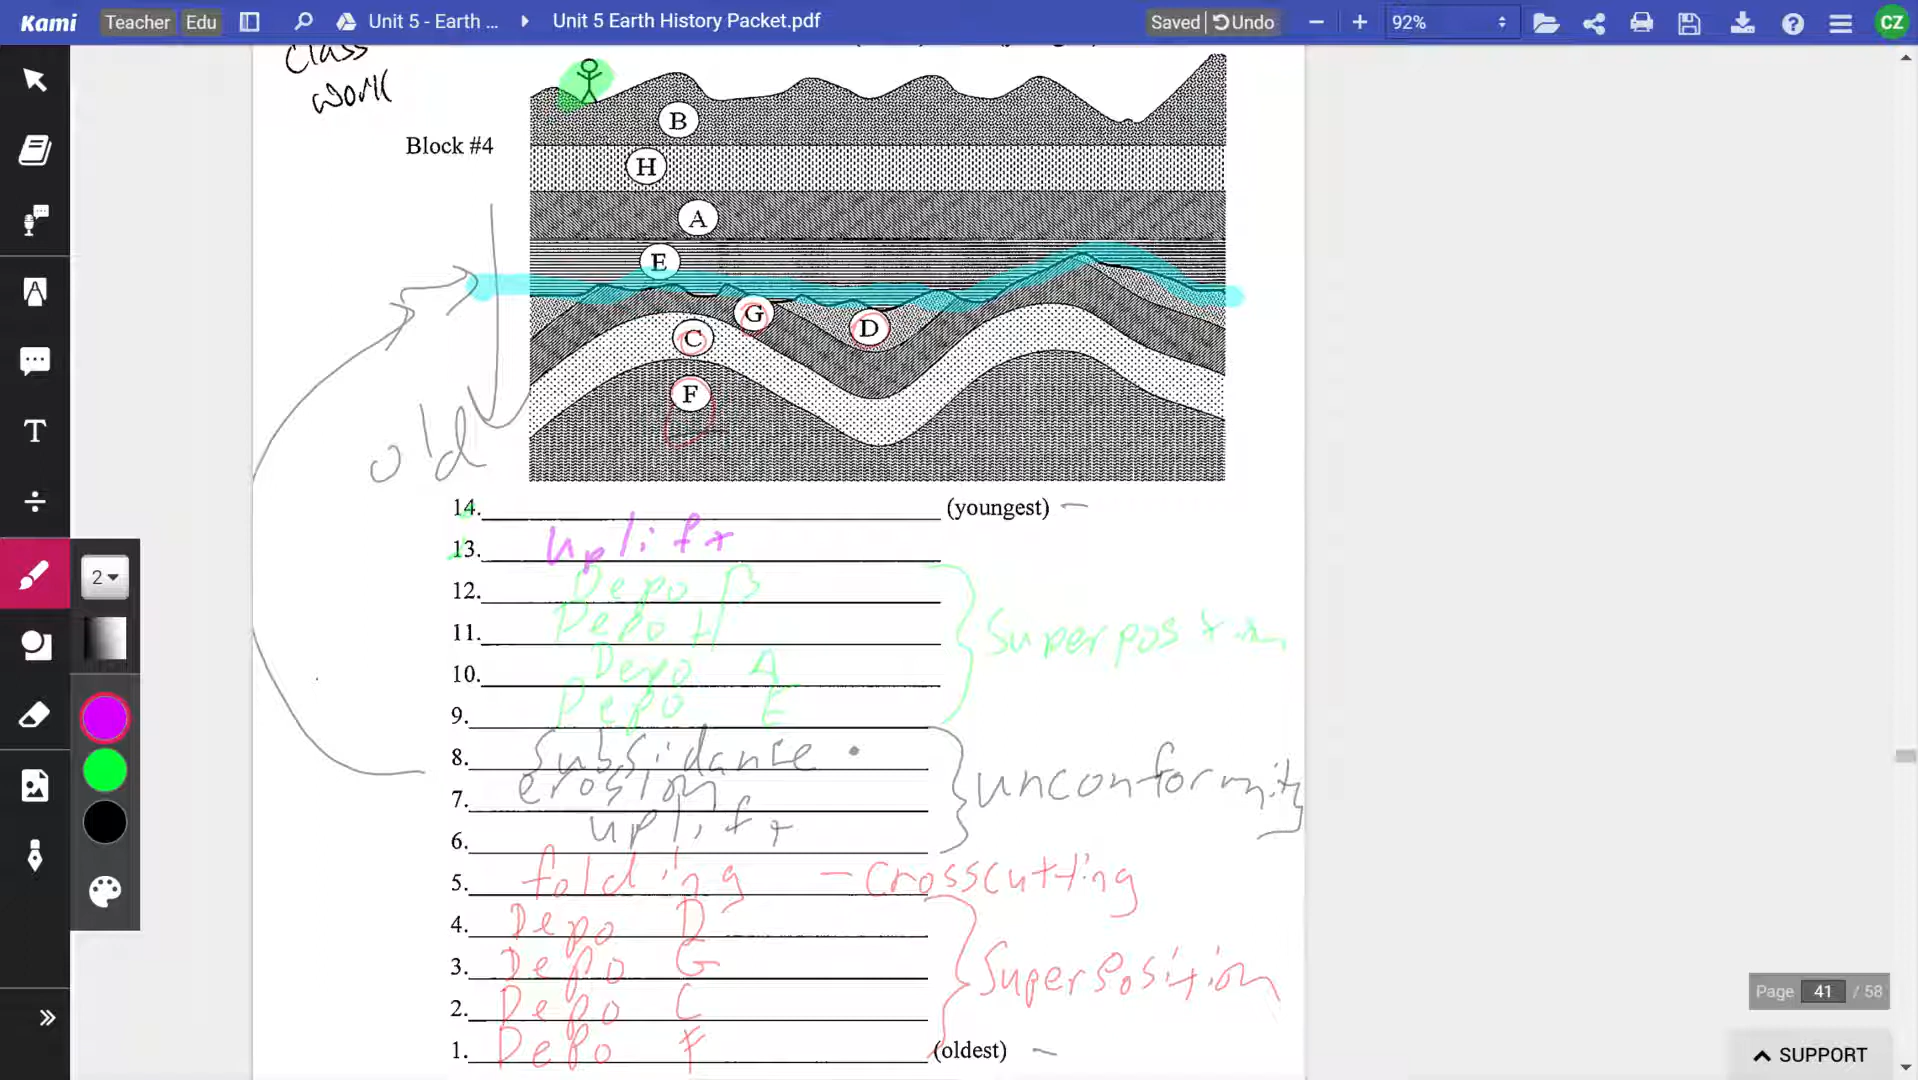 Kami Teacher Edu Unit 5 - Earth ... Unit 5 Earth History Packet.pdf Saved Undo 92% CZ
Class
work
Block #4
B
H
A
E
G
D
C
F
old
14. (youngest)
13. uplift
12. Depo B
11. Depo H
10. Depo A
9. Depo E
Superposition
8. Subsidance
7. erosion
6. uplift
unconformity
5. folding - crosscutting
4. Depo D
3. Depo G
2. Depo C
1. Depo F (oldest)
Superposition
2
Page 41 / 58
SUPPORT